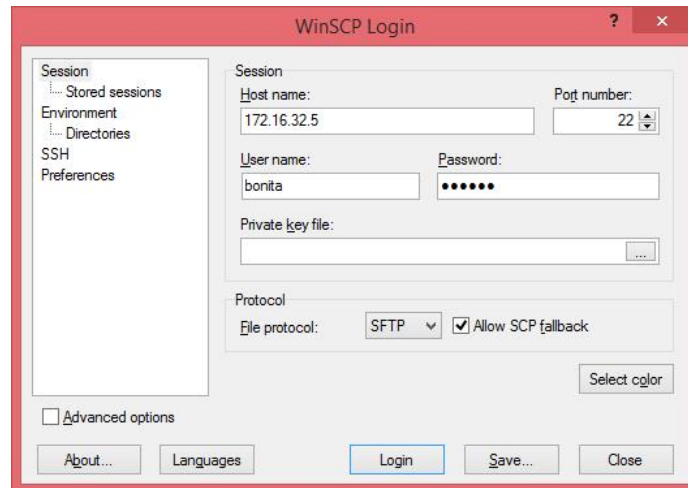 WinSCP Login
?
×
Session
Stored sessions
Environment
Directories
SSH
Preferences
Session
Host name:
Port number:
172.16.32.5
22
User name:
Password:
bonita
●●●●●●
Private key file:
...
Protocol
File protocol:
SFTP
Allow SCP fallback
Select color
Advanced options
About...
Languages
Login
Save...
Close